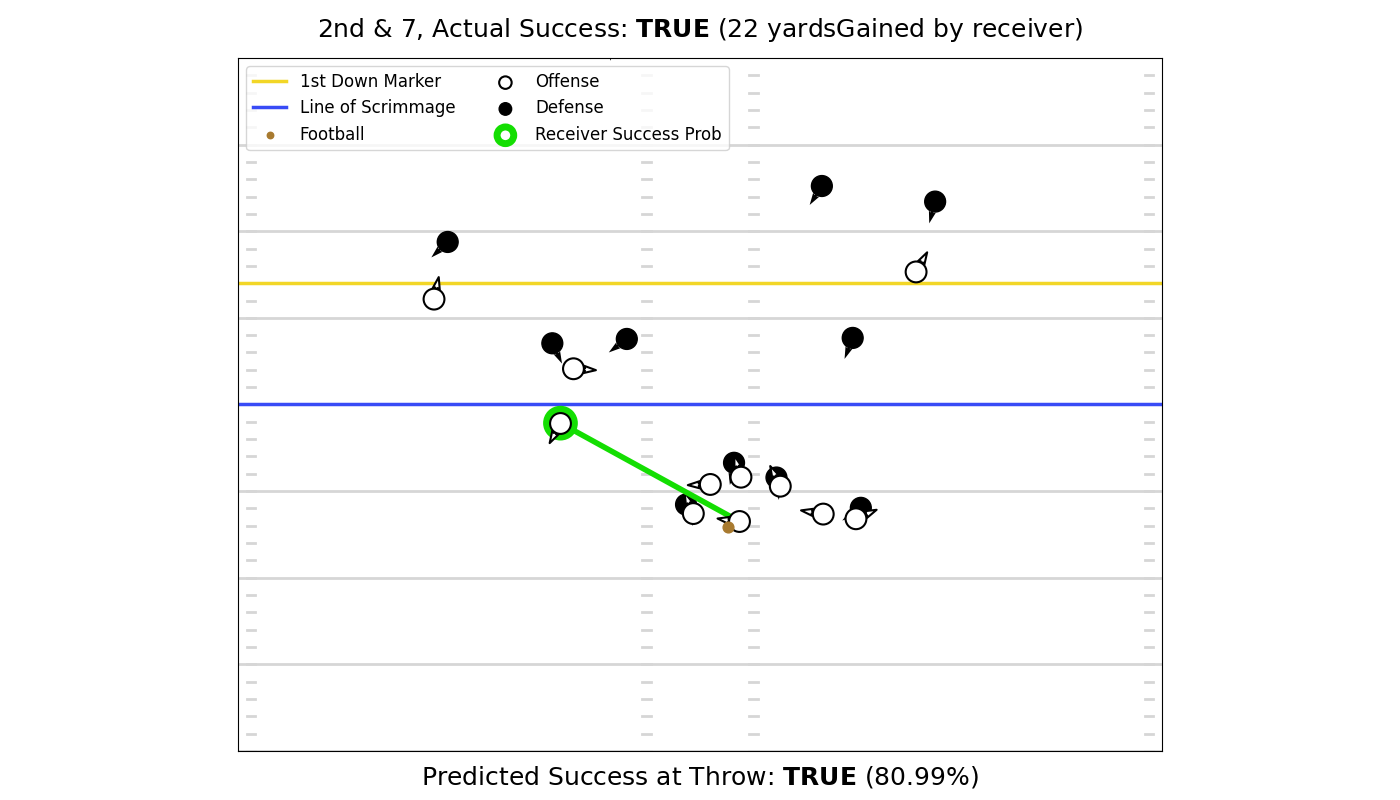 2nd & 7, Actual Success: TRUE (22 yardsGained by receiver)
1st Down Marker
Line of Scrimmage
Football
Offense
Defense
Receiver Success Prob
Predicted Success at Throw: TRUE (80.99%)